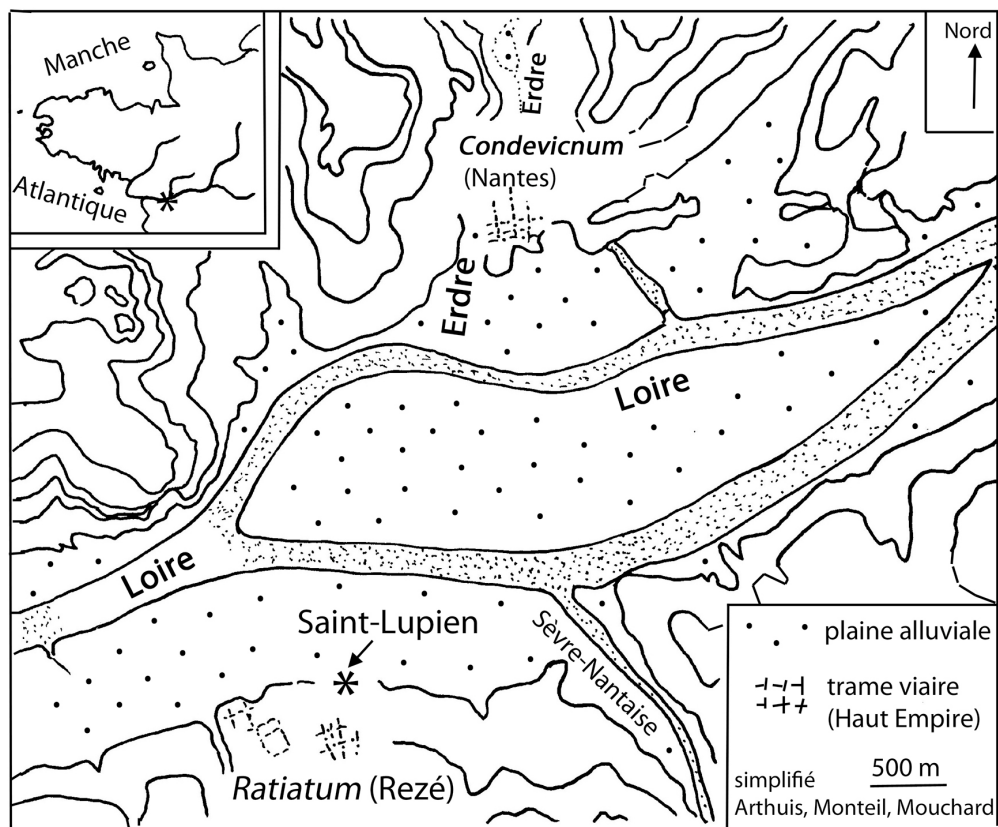 Manche
Atlantique
Nord
Erdre
Condevicnum
(Nantes)
Erdre
Loire
Loire
Saint-Lupien
Sèvre-Nantaise
Ratiatum (Rezé)
plaine alluviale
trame viaire
(Haut Empire)
simplifié
500 m
Arthuis, Monteil, Mouchard